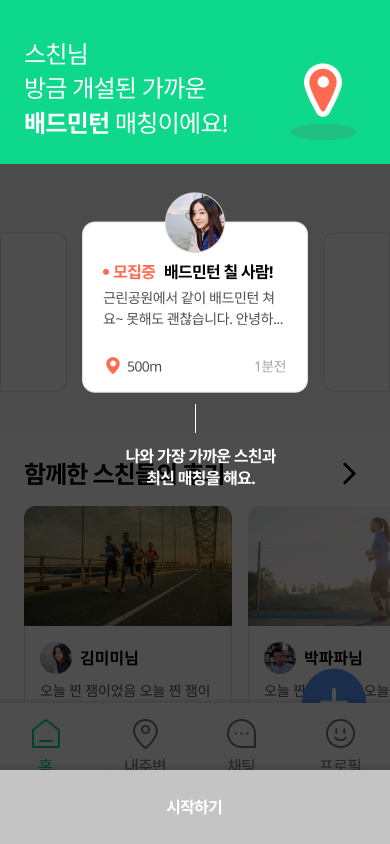 스친님
방금 개설된 가까운
배드민턴 매칭이에요!
모집중 배드민턴 칠 사람!
근린공원에서 같이 배드민턴 쳐
요~ 못해도 괜찮습니다. 안녕하...
500m 1분전
나와 가장 가까운 스친과
최신 매칭을 해요.
함께한 스친들의 후기
김미미님 박파파님
오늘 찐 잼이었음 오늘 찐 잼이 오늘 찐 오늘
홈 내주변 채팅 프로필
시작하기